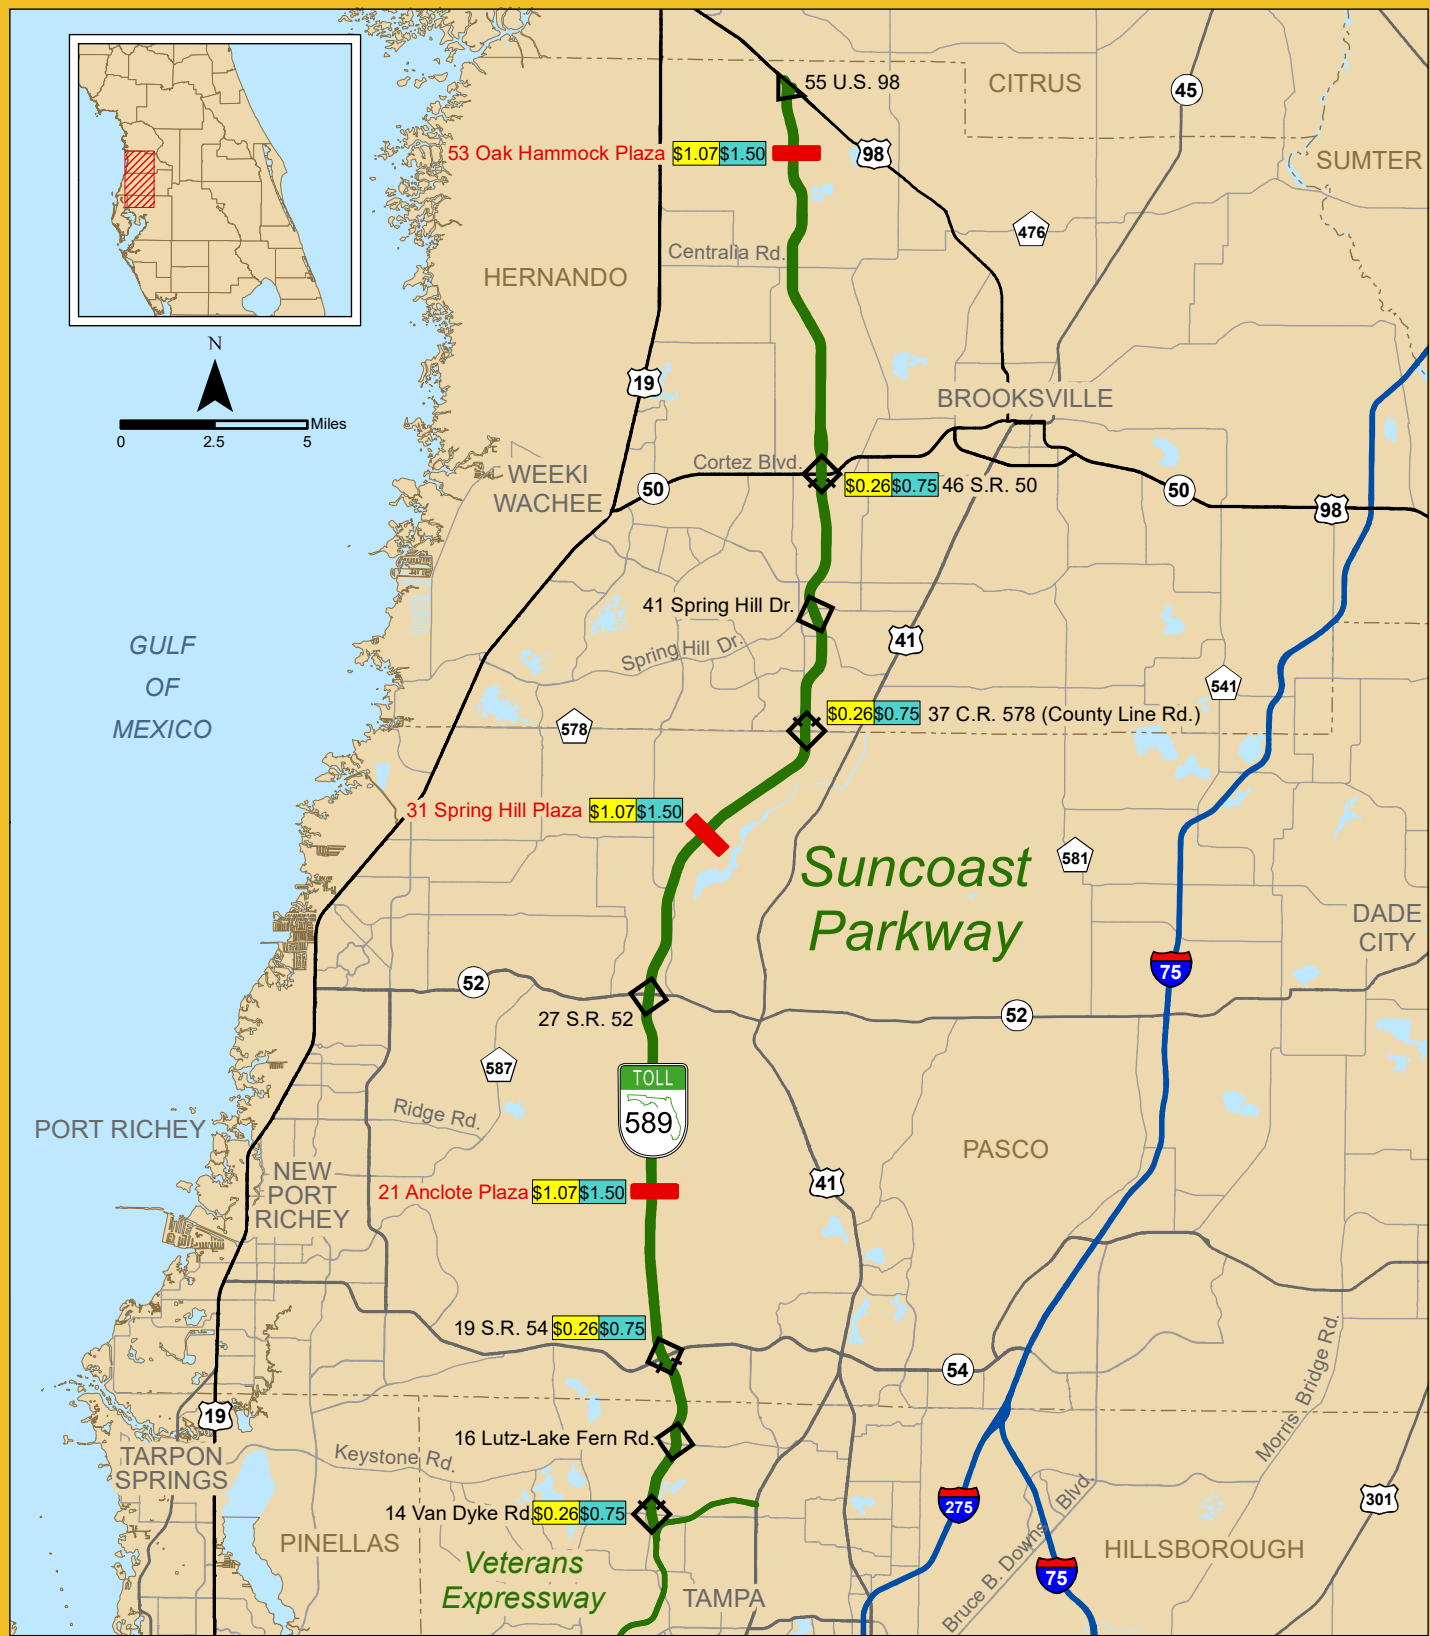 55 U.S. 98
CITRUS
45
53 Oak Hammock Plaza $1.07 $1.50
98
SUMTER
476
Centralia Rd.
HERNANDO
N
19
Miles
0 2.5 5
BROOKSVILLE
Cortez Blvd.
WEEKI
WACHEE
50
$0.26 $0.75 46 S.R. 50
50
98
41 Spring Hill Dr.
Spring Hill Dr.
41
GULF
OF
MEXICO
541
578
$0.26 $0.75 37 C.R. 578 (County Line Rd.)
31 Spring Hill Plaza $1.07 $1.50
Suncoast
Parkway
581
DADE
CITY
75
52
27 S.R. 52
52
587
TOLL
589
Ridge Rd.
PORT RICHEY
PASCO
NEW
PORT
RICHEY
41
21 Anclote Plaza $1.07 $1.50
19 S.R. 54 $0.26 $0.75
54
Morris Bridge Rd.
19
16 Lutz-Lake Fern Rd.
TARPON
SPRINGS
Keystone Rd.
14 Van Dyke Rd. $0.26 $0.75
275
301
Bruce B. Downs Blvd.
PINELLAS
HILLSBOROUGH
Veterans
Expressway
75
TAMPA